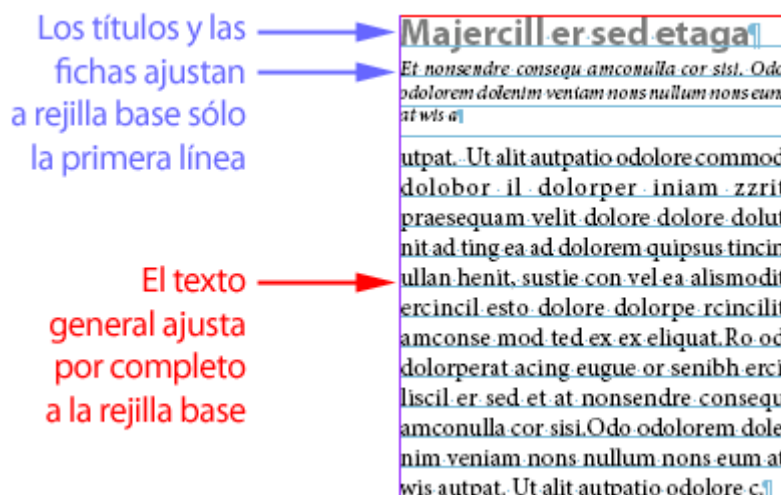 Los títulos y las
fichas ajustan
a rejilla base sólo
la primera línea
El texto
general ajusta
por completo
a la rejilla base
Majercill er sed etaga¶
Et nonsendre consequ amconulla cor sisi. Odo
odolorem dolenim veniam nons nullum nons eum
at wis a¶
utpat. Ut alit autpatio odolore commod
dolobor il dolorper iniam zzrit
praesequam velit dolore dolore dolut
nit ad ting ea ad dolorem quipsus tincin
ullan henit, sustie con vel ea alismodit
ercincil esto dolore dolorpe rcincilit
amconse mod ted ex ex eliquat.Ro od
dolorperat acing eugue or senibh erci
liscil er sed et at nonsendre consequ
amconulla cor sisi.Odo odolorem dole
nim veniam nons nullum nons eum at
wis autpat. Ut alit autpatio odolore c.¶